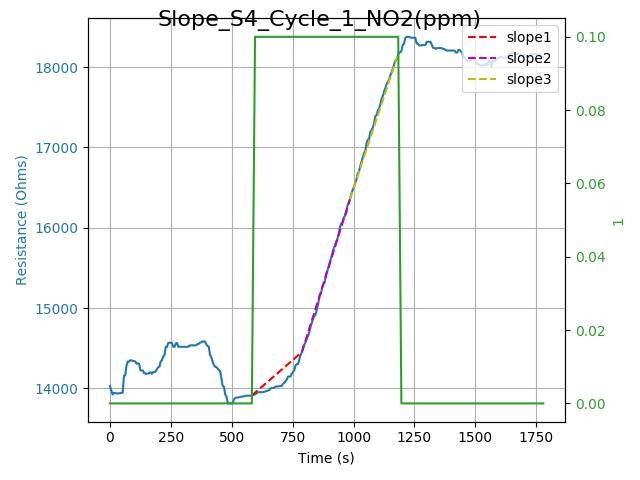 Slope_S4_Cycle_1_NO2(ppm)
slope1
slope2
slope3
18000
17000
16000
15000
14000
Resistance (Ohms)
0.10
0.08
0.06
0.04
0.02
0.00
1
0 250 500 750 1000 1250 1500 1750
Time (s)